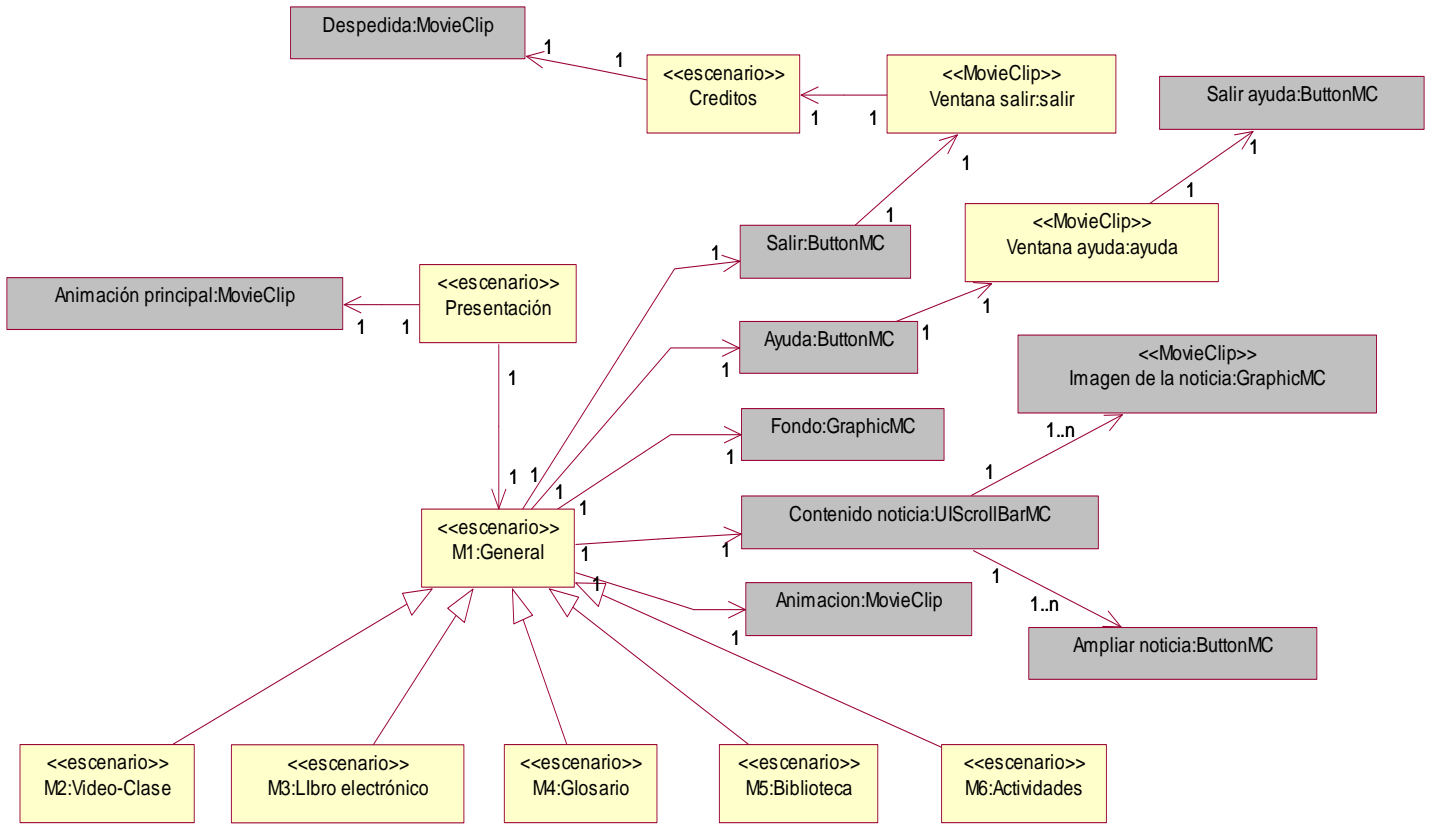 Despedida:MovieClip
1
1
<<escenario>>
Creditos
1
1
<<MovieClip>>
Ventana salir:salir
Salir ayuda:ButtonMC
1
1
1
1
<<MovieClip>>
Ventana ayuda:ayuda
Salir:ButtonMC
1
Animación principal:MovieClip
1
1
<<escenario>>
Presentación
Ayuda:ButtonMC
1
1
1
<<MovieClip>>
Imagen de la noticia:GraphicMC
1
Fondo:GraphicMC
1
1..n
1
1
1
1
1
1
<<escenario>>
M1:General
Contenido noticia:UIScrollBarMC
1
1
1
Animacion:MovieClip
1
1
1..n
Ampliar noticia:ButtonMC
<<escenario>>
M2:Video-Clase
<<escenario>>
M3:LIbro electrónico
<<escenario>>
M4:Glosario
<<escenario>>
M5:Biblioteca
<<escenario>>
M6:Actividades